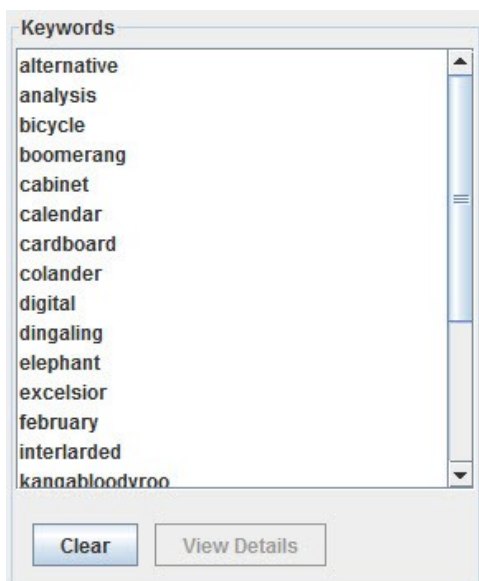 Keywords
alternative
analysis
bicycle
boomerang
cabinet
calendar
cardboard
colander
digital
dingaling
elephant
excelsior
february
interlarded
kangabloodyroo
Clear
View Details